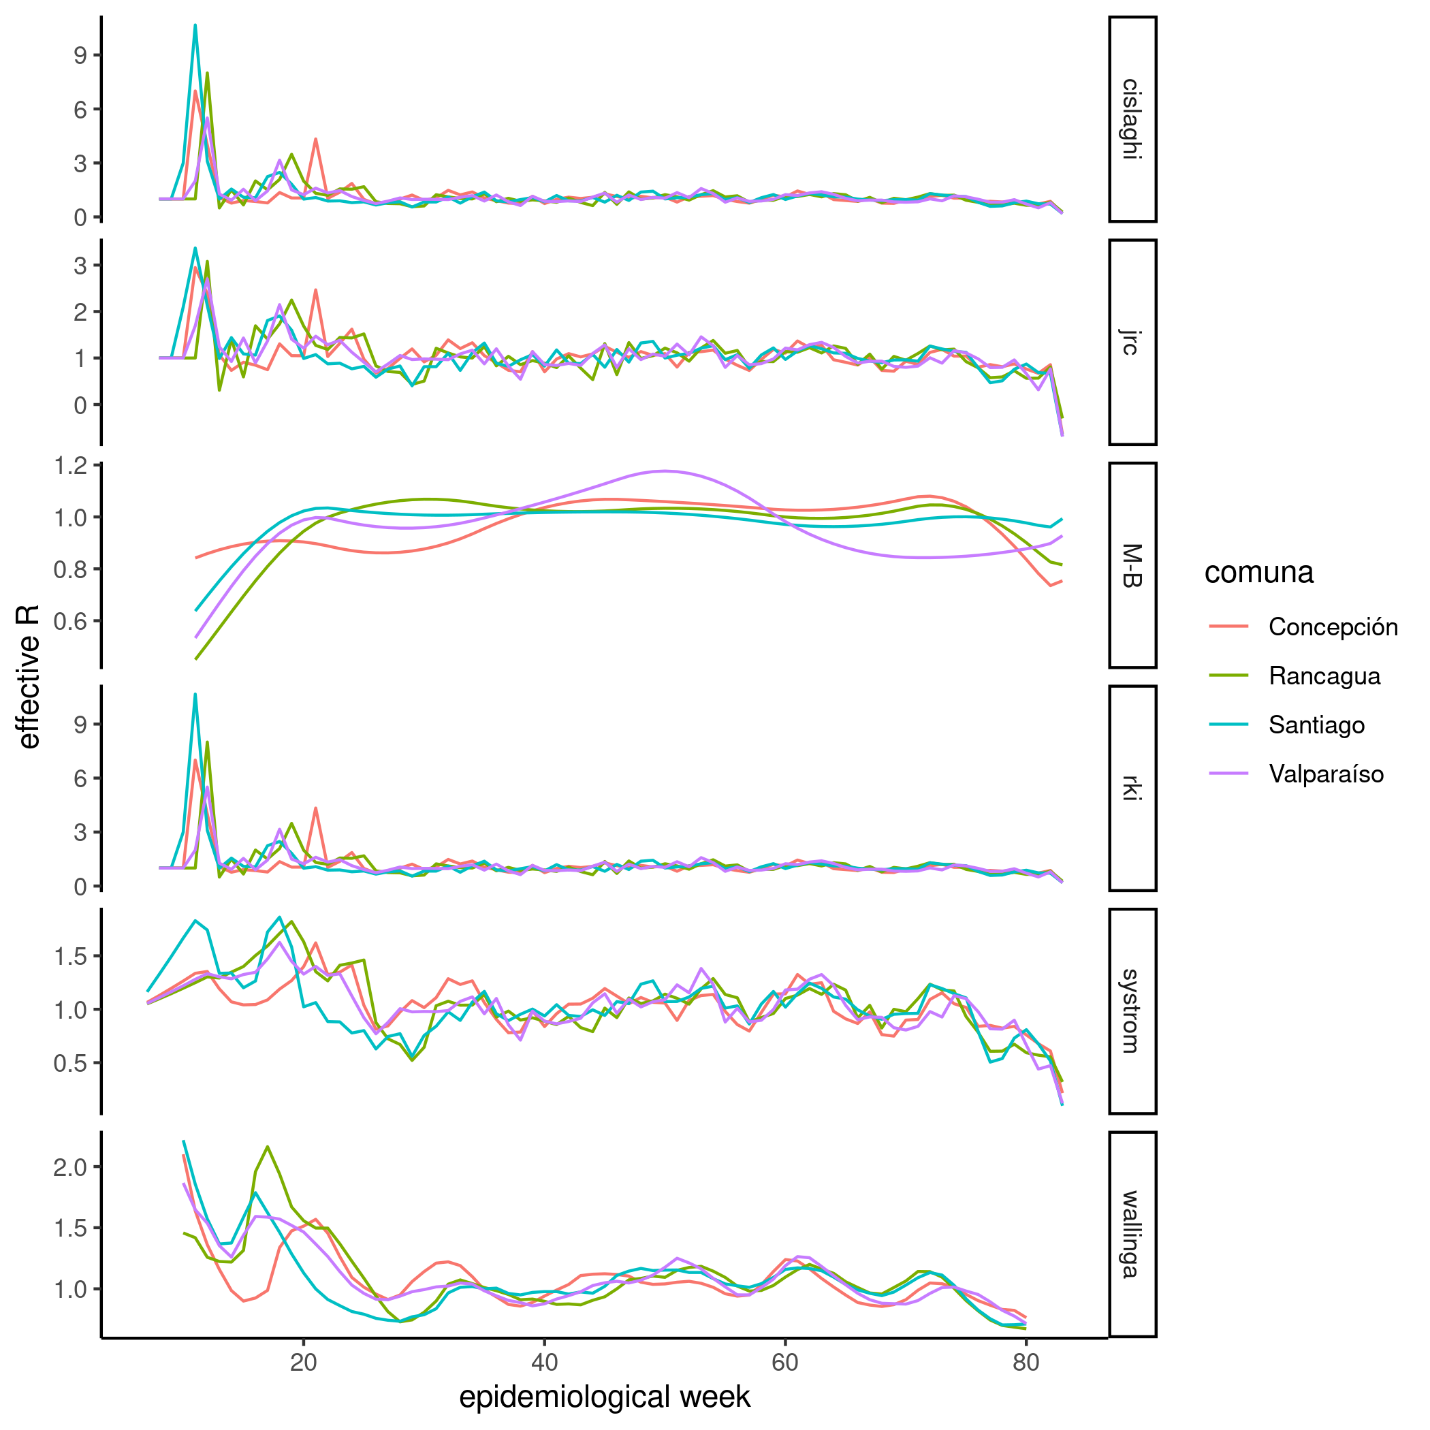 9
6
3
0
cislaghi
3
2
1
0
jrc
1.2
1.0
0.8
0.6
M-B
9
6
3
0
rki
1.5
1.0
0.5
systrom
2.0
1.5
1.0
wallinga
20 40 60 80
epidemiological week
effective R
comuna
Concepción
Rancagua
Santiago
Valparaíso